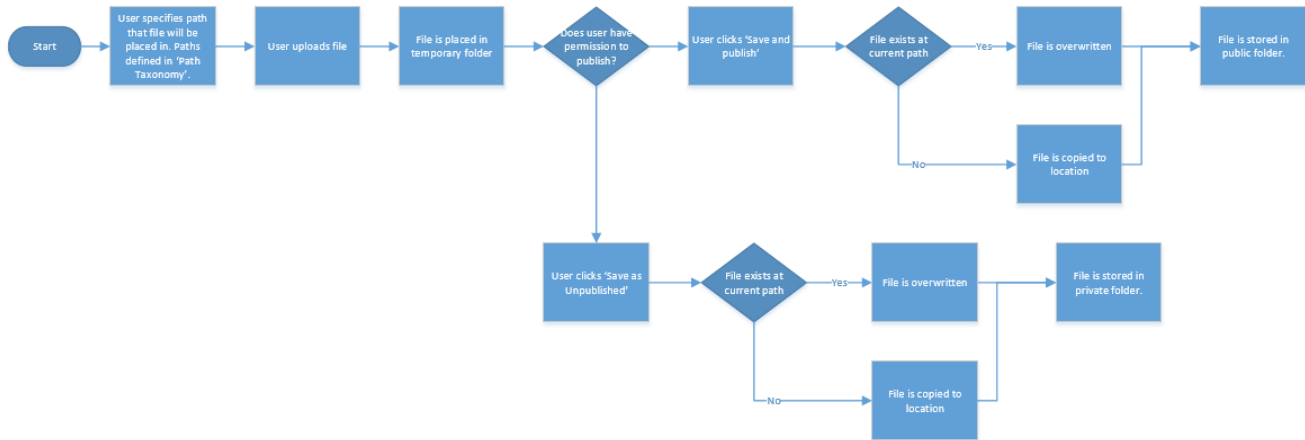 Start
User specifies path
that file will be
placed in. Paths
defined in ‘Path
Taxonomy’.
User uploads file
File is placed in
temporary folder
Does user have
permission to
publish?
User clicks ‘Save and
publish’
File exists at
current path
Yes
File is overwritten
File is stored in
public folder.
No
File is copied to
location
User clicks ‘Save as
Unpublished’
File exists at
current path
Yes
File is overwritten
File is stored in
private folder.
No
File is copied to
location